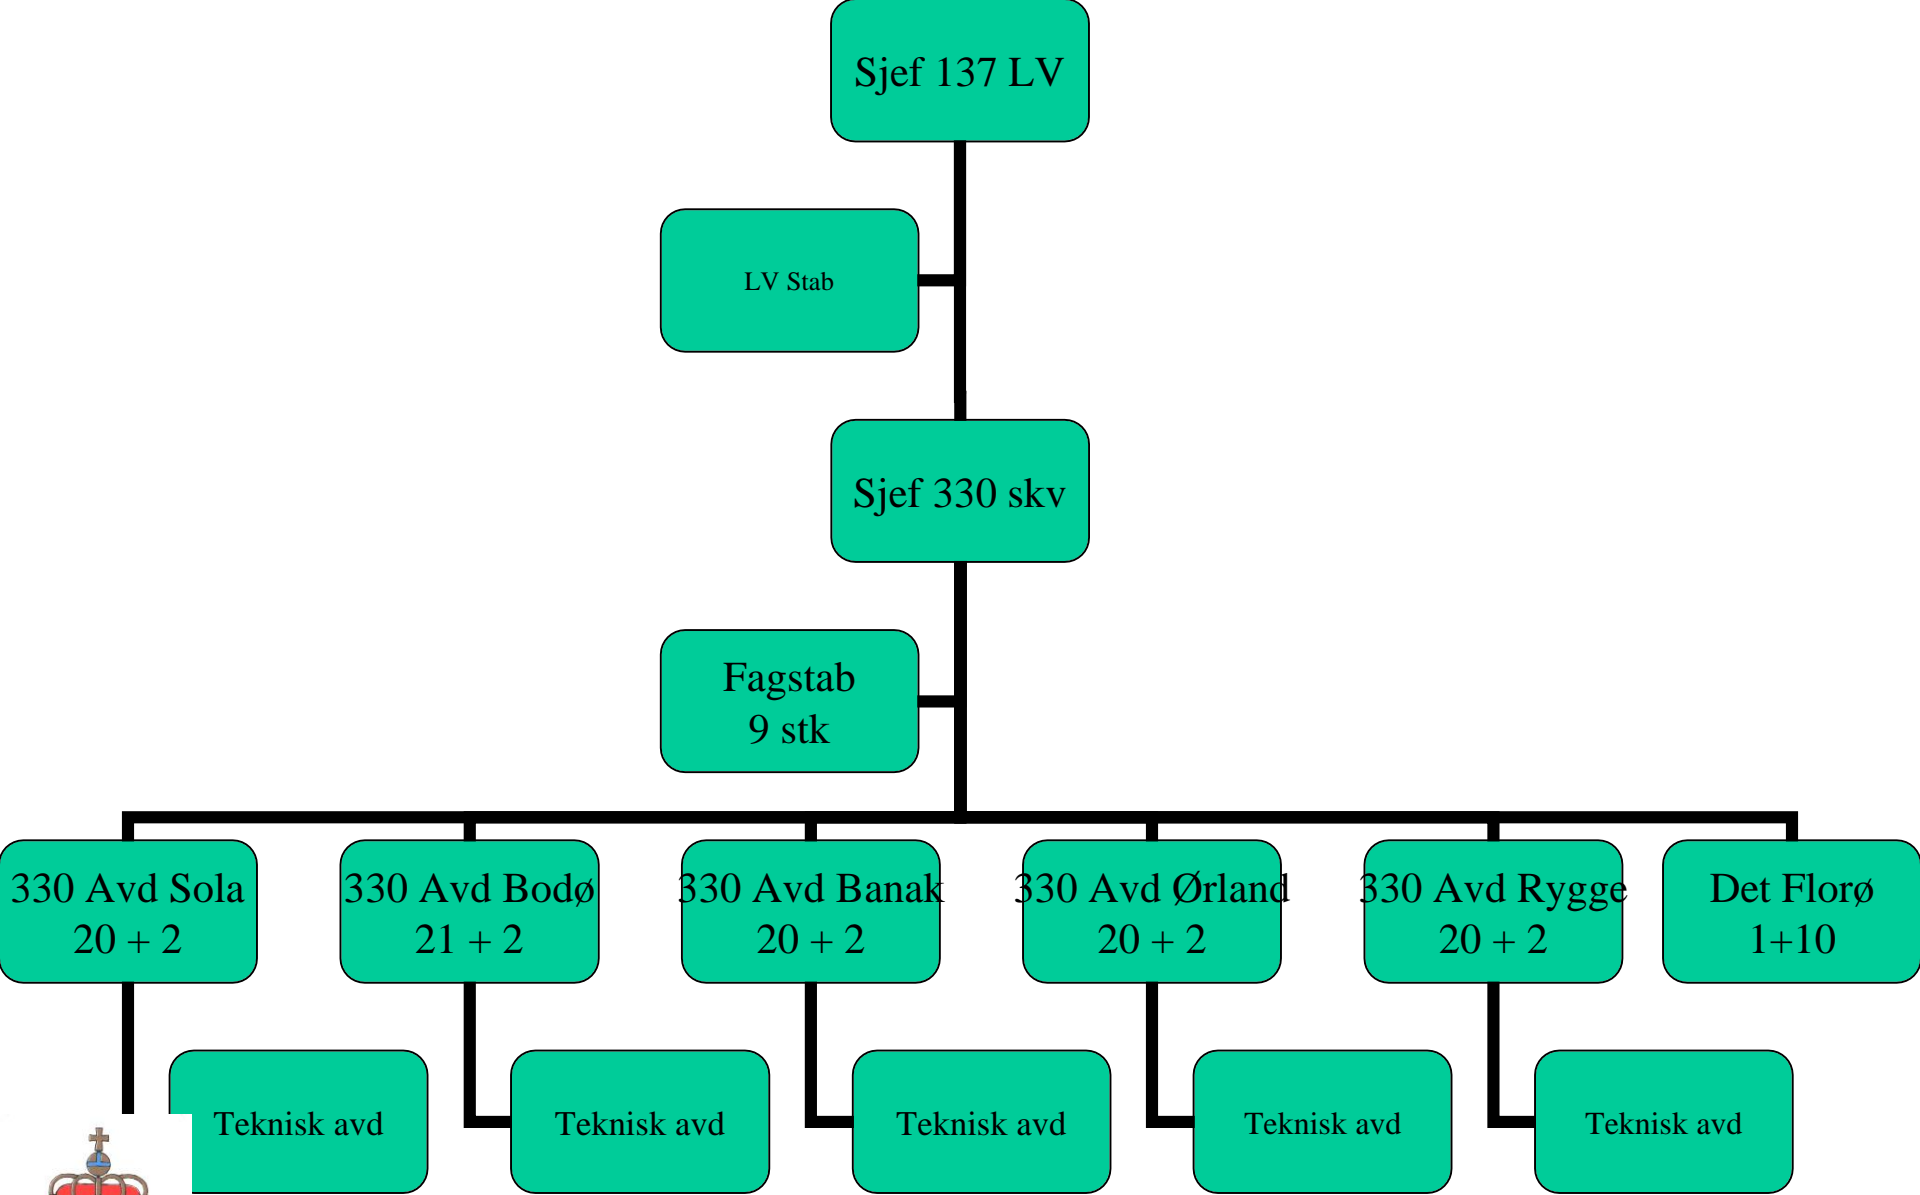 Sjef 137 LV
LV Stab
Sjef 330 skv
Fagstab
9 stk
330 Avd Sola
20 + 2
330 Avd Bodø
21 + 2
330 Avd Banak
20 + 2
330 Avd Ørland
20 + 2
330 Avd Rygge
20 + 2
Det Florø
1+10
Teknisk avd
Teknisk avd
Teknisk avd
Teknisk avd
Teknisk avd